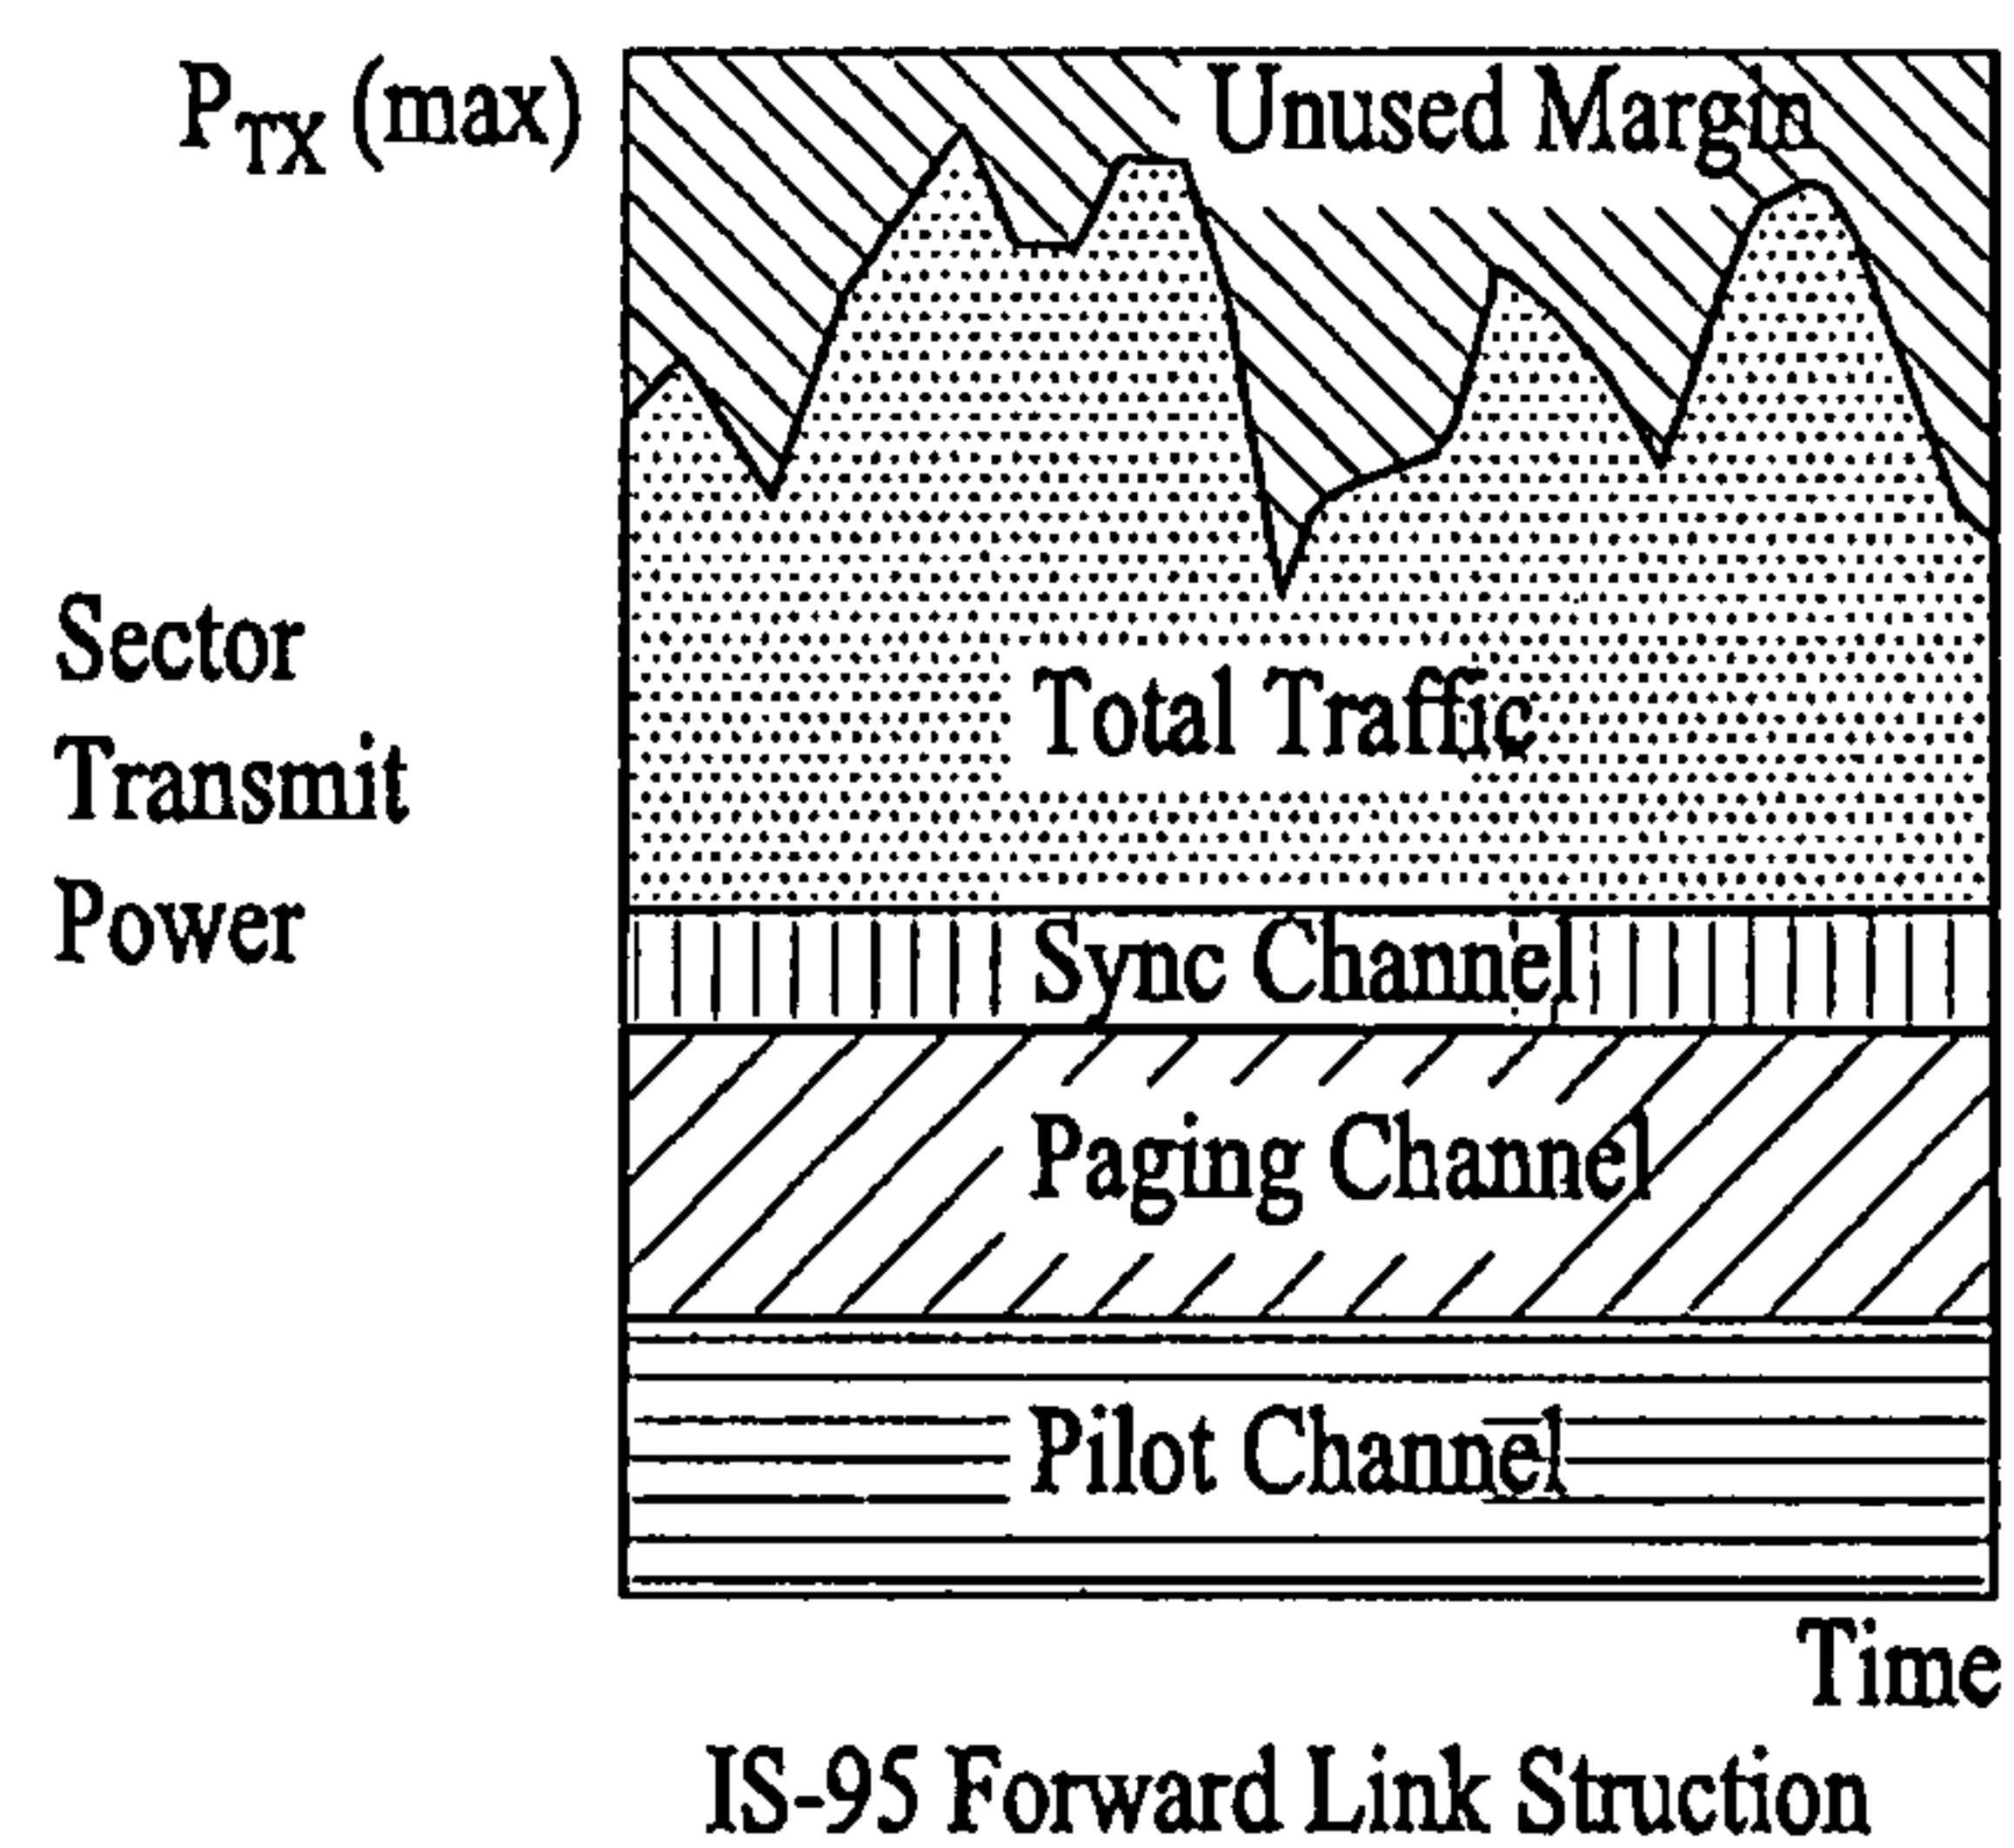 P_TX (max)
Unused Margin
Sector
Transmit
Power
Total Traffic
Sync Channel
Paging Channel
Pilot Channel
Time
IS-95 Forward Link Struction